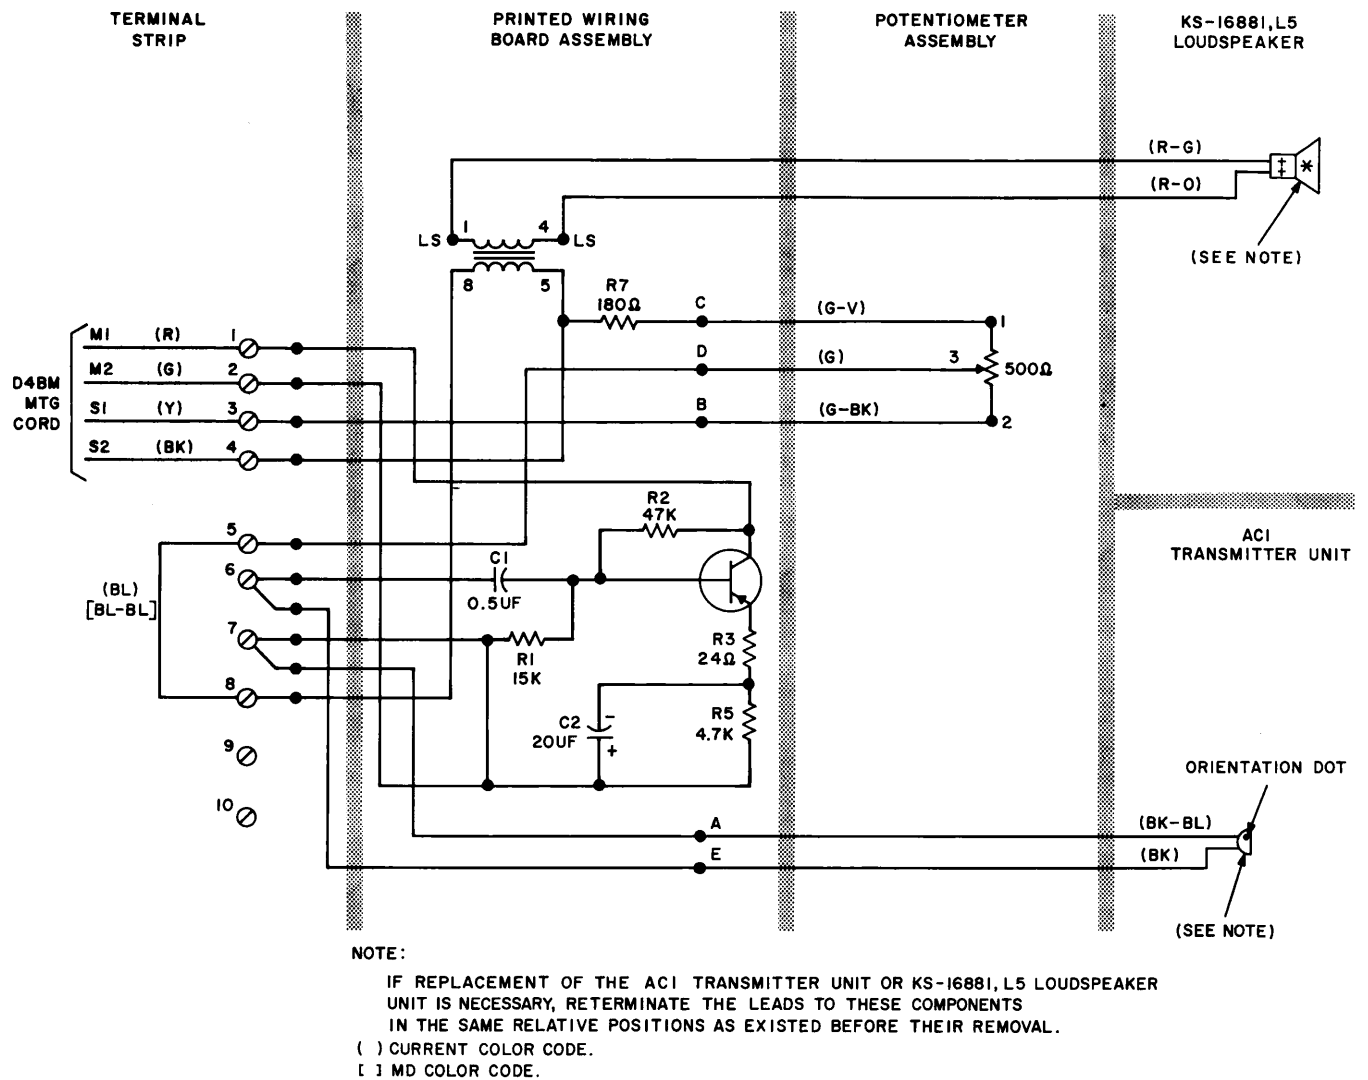 TERMINAL
STRIP
PRINTED WIRING
BOARD ASSEMBLY
POTENTIOMETER
ASSEMBLY
KS-16881, L5
LOUDSPEAKER
(R-G)
(R-O)
‡ *
(SEE NOTE)
LS 1 4 LS
8 5
R7
180Ω
C
(G-V)
1
D
(G)
3
500Ω
B
(G-BK)
2
D4BM
MTG
CORD
M1 (R) 1
M2 (G) 2
S1 (Y) 3
S2 (BK) 4
5
6
(BL)
[BL-BL]
7
8
9
10
C1
0.5UF
R2
47K
R1
15K
R3
24Ω
C2
20UF
-
+
R5
4.7K
AC1
TRANSMITTER UNIT
ORIENTATION DOT
A
(BK-BL)
E
(BK)
(SEE NOTE)
NOTE:
IF REPLACEMENT OF THE AC1 TRANSMITTER UNIT OR KS-16881, L5 LOUDSPEAKER
UNIT IS NECESSARY, RETERMINATE THE LEADS TO THESE COMPONENTS
IN THE SAME RELATIVE POSITIONS AS EXISTED BEFORE THEIR REMOVAL.
( ) CURRENT COLOR CODE.
[ ] MD COLOR CODE.